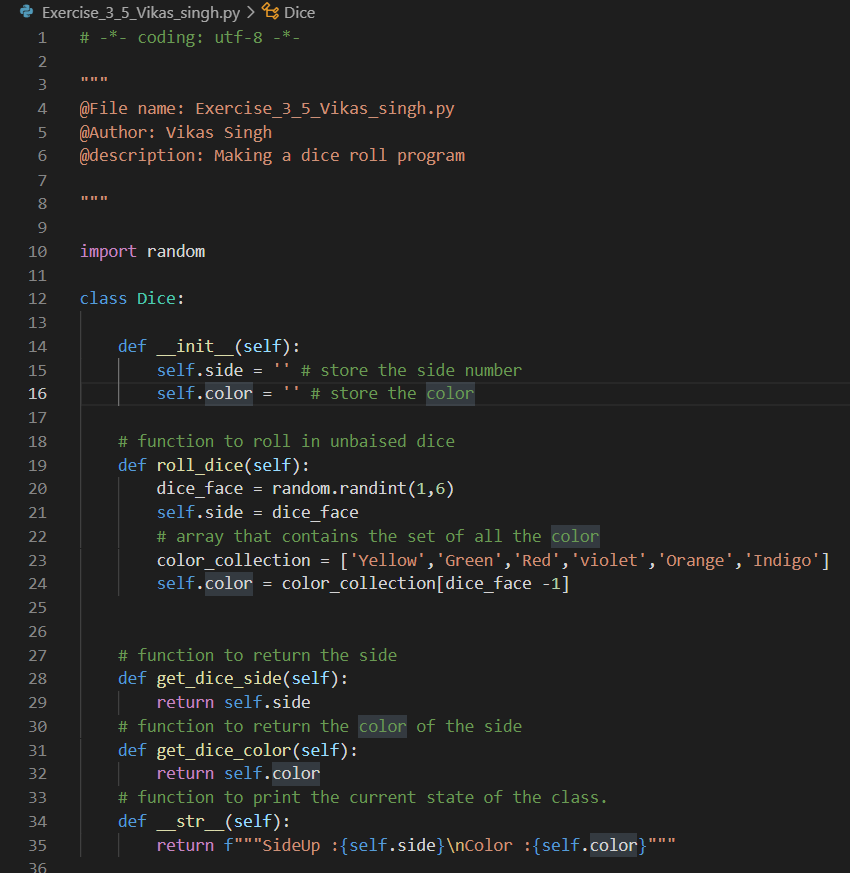 Exercise_3_5_Vikas_singh.py > Dice
1 # -*- coding: utf-8 -*-
2
3 """
4 @File name: Exercise_3_5_Vikas_singh.py
5 @Author: Vikas Singh
6 @description: Making a dice roll program
7
8 """
9
10 import random
11
12 class Dice:
13
14     def __init__(self):
15         self.side = '' # store the side number
16         self.color = '' # store the color
17
18     # function to roll in unbaised dice
19     def roll_dice(self):
20         dice_face = random.randint(1,6)
21         self.side = dice_face
22         # array that contains the set of all the color
23         color_collection = ['Yellow','Green','Red','violet','Orange','Indigo']
24         self.color = color_collection[dice_face -1]
25
26
27     # function to return the side
28     def get_dice_side(self):
29         return self.side
30     # function to return the color of the side
31     def get_dice_color(self):
32         return self.color
33     # function to print the current state of the class.
34     def __str__(self):
35         return f"""SideUp :{self.side}\nColor :{self.color}"""
36